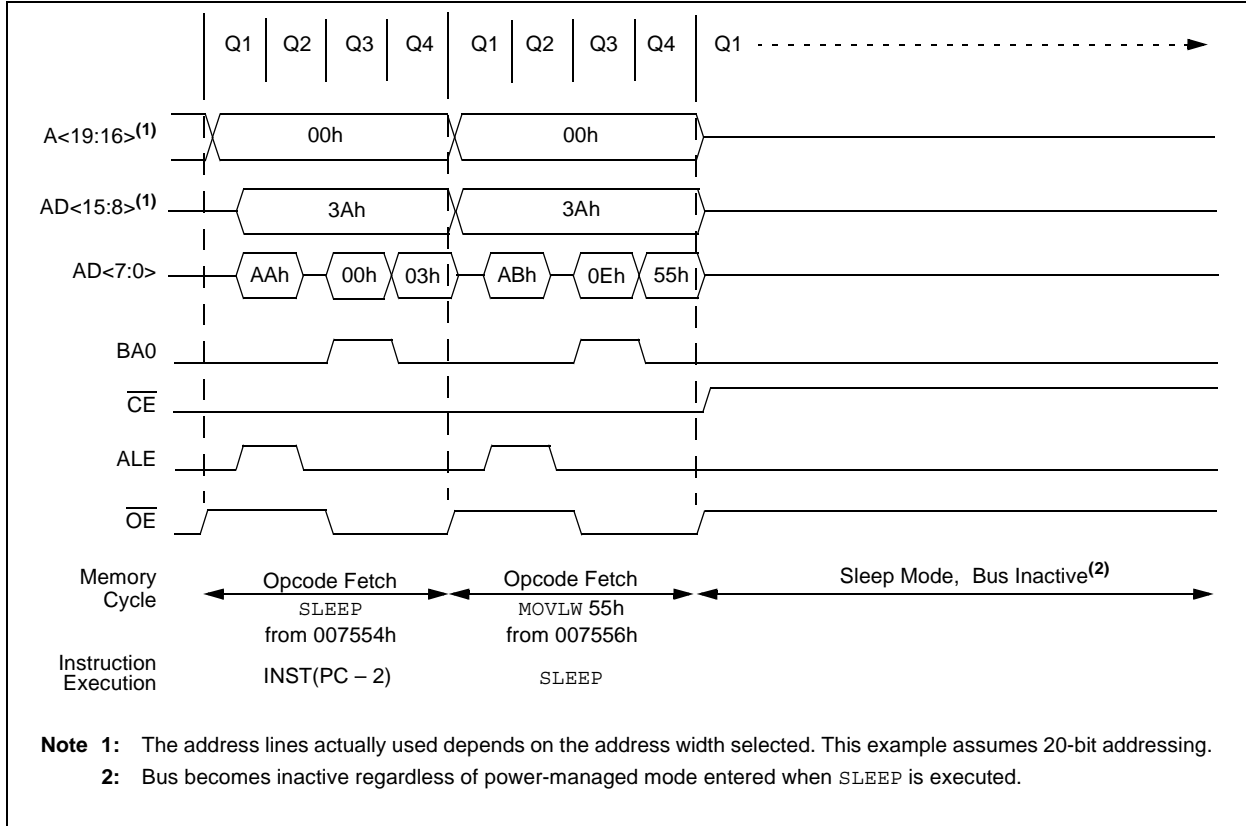 Q1 Q2 Q3 Q4 Q1 Q2 Q3 Q4 Q1
A<19:16>(1) 00h 00h
AD<15:8>(1) 3Ah 3Ah
AD<7:0> AAh 00h 03h ABh 0Eh 55h
BA0
CE
ALE
OE
Memory Cycle
Opcode Fetch
SLEEP
from 007554h
Opcode Fetch
MOVLW 55h
from 007556h
Sleep Mode, Bus Inactive(2)
Instruction Execution
INST(PC – 2)
SLEEP
Note 1: The address lines actually used depends on the address width selected. This example assumes 20-bit addressing.
2: Bus becomes inactive regardless of power-managed mode entered when SLEEP is executed.